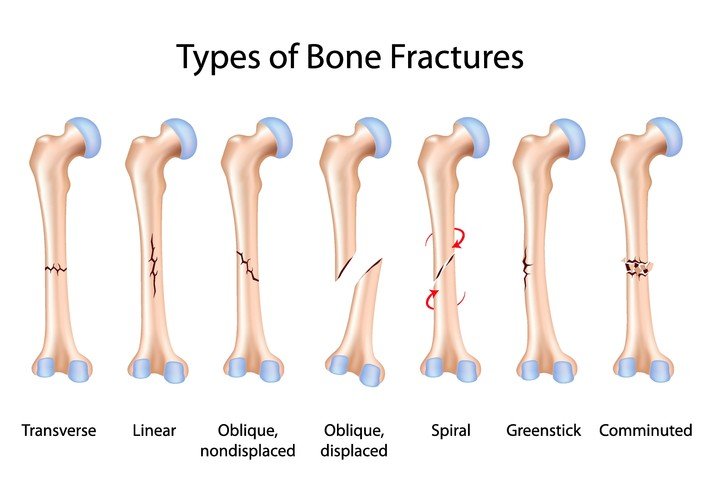 Types of Bone Fractures
Transverse
Linear
Oblique,
nondisplaced
Oblique,
displaced
Spiral
Greenstick
Comminuted